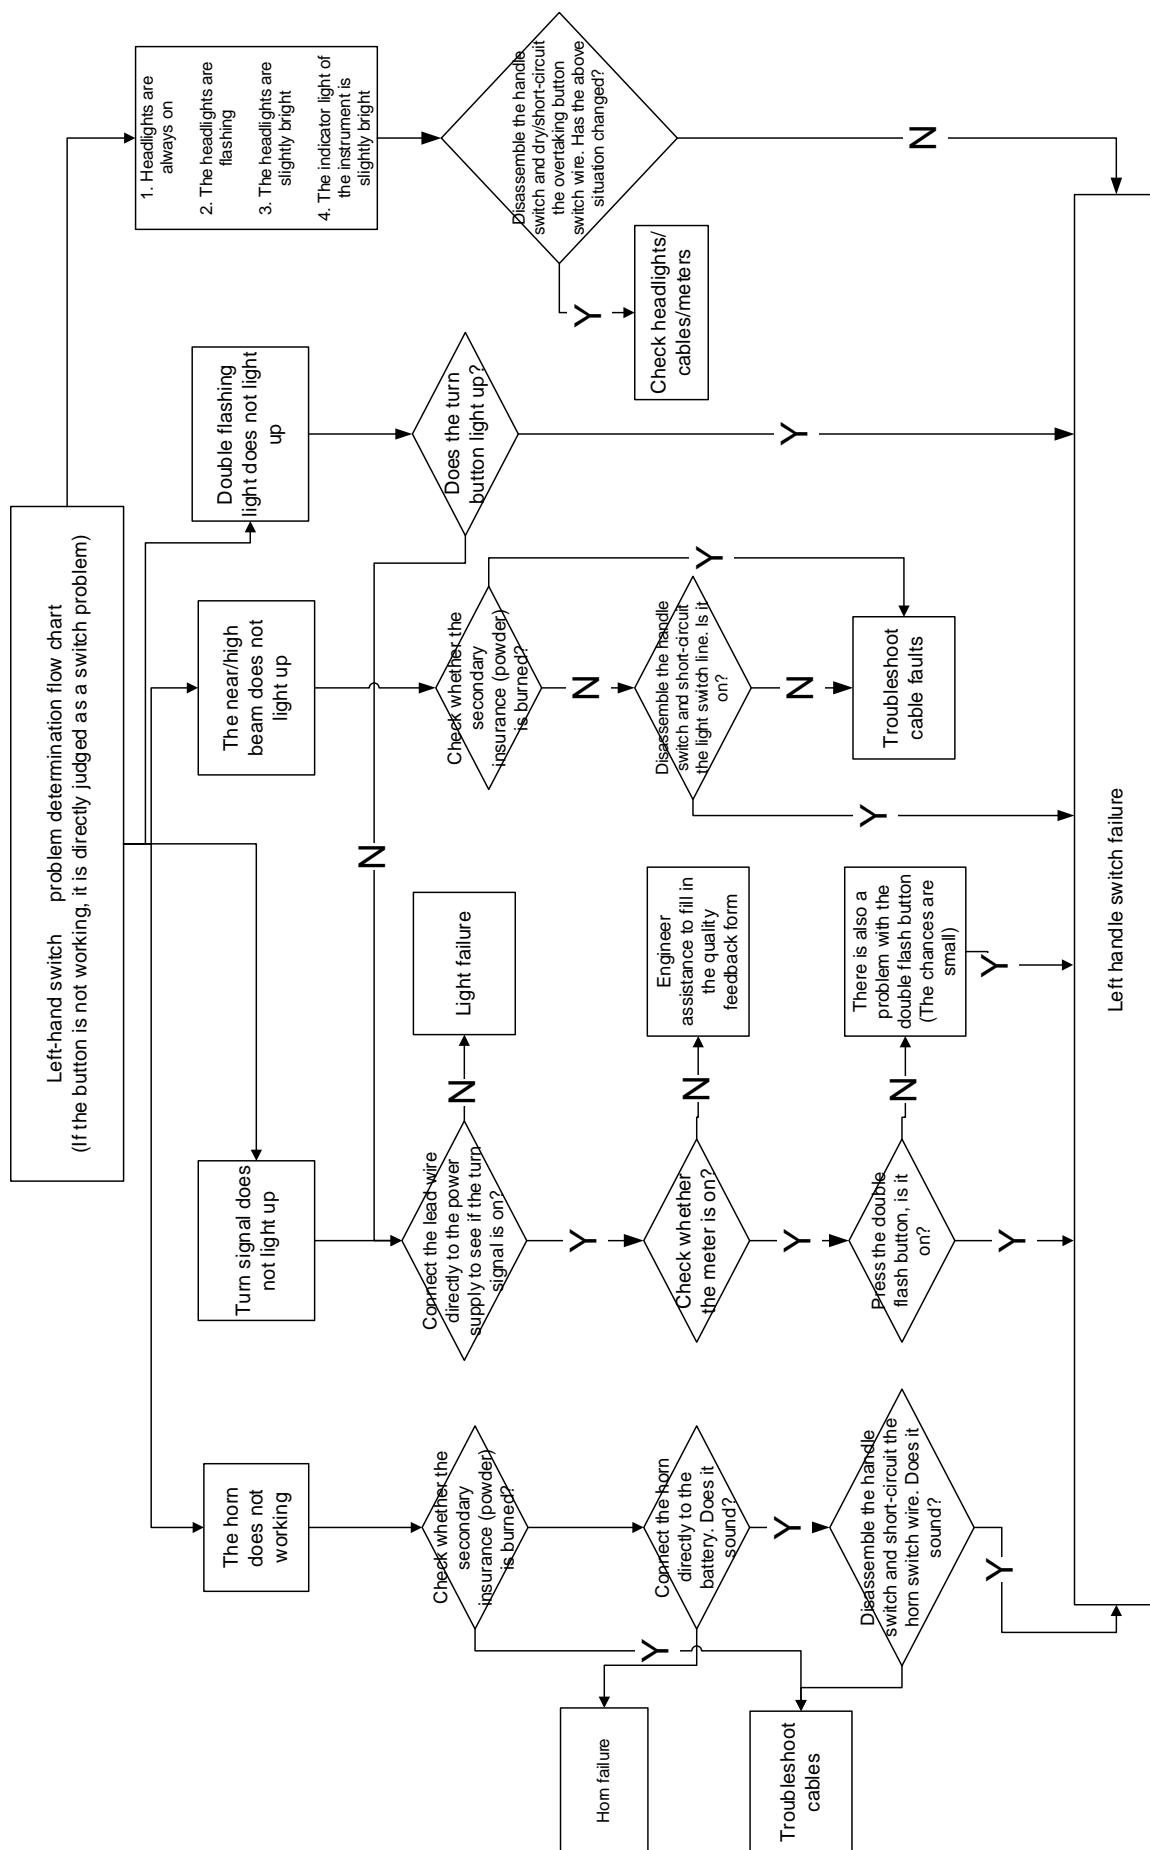 Left-hand switch problem determination flow chart
(If the button is not working, it is directly judged as a switch problem)
The horn
does not
working
Turn signal does
not light up
The near/high
beam does not
light up
Double flashing
light does not light
up
1. Headlights are
always on
2. The headlights are
flashing
3. The headlights are
slightly bright
4. The indicator light of
the instrument is
slightly bright
Check whether the
secondary
insurance (powder)
is burned?
Connect the lead wire
directly to the power
supply to see if the turn
signal is on?
N
Light failure
N
Check whether the
secondary
insurance (powder)
is burned?
Does the turn
button light up?
Disassemble the handle
switch and dry/short-circuit
the overtaking button
switch wire. Has the above
situation changed?
Y
Y
N
Y
Horn failure
Connect the horn
directly to the
battery. Does it
sound?
Check whether
the meter is on?
N
Engineer
assistance to fill in
the quality
feedback form
Disassemble the handle
switch and short-circuit
the light switch line. Is it
on?
Y
Check headlights/
cables/meters
Y
Y
N
Y
Troubleshoot
cables
Disassemble the handle
switch and short-circuit the
horn switch wire. Does it
sound?
Press the double
flash button, is it
on?
N
There is also a
problem with the
double flash button
(The chances are
small)
Y
Troubleshoot
cable faults
N
Y
Y
Y
Left handle switch failure